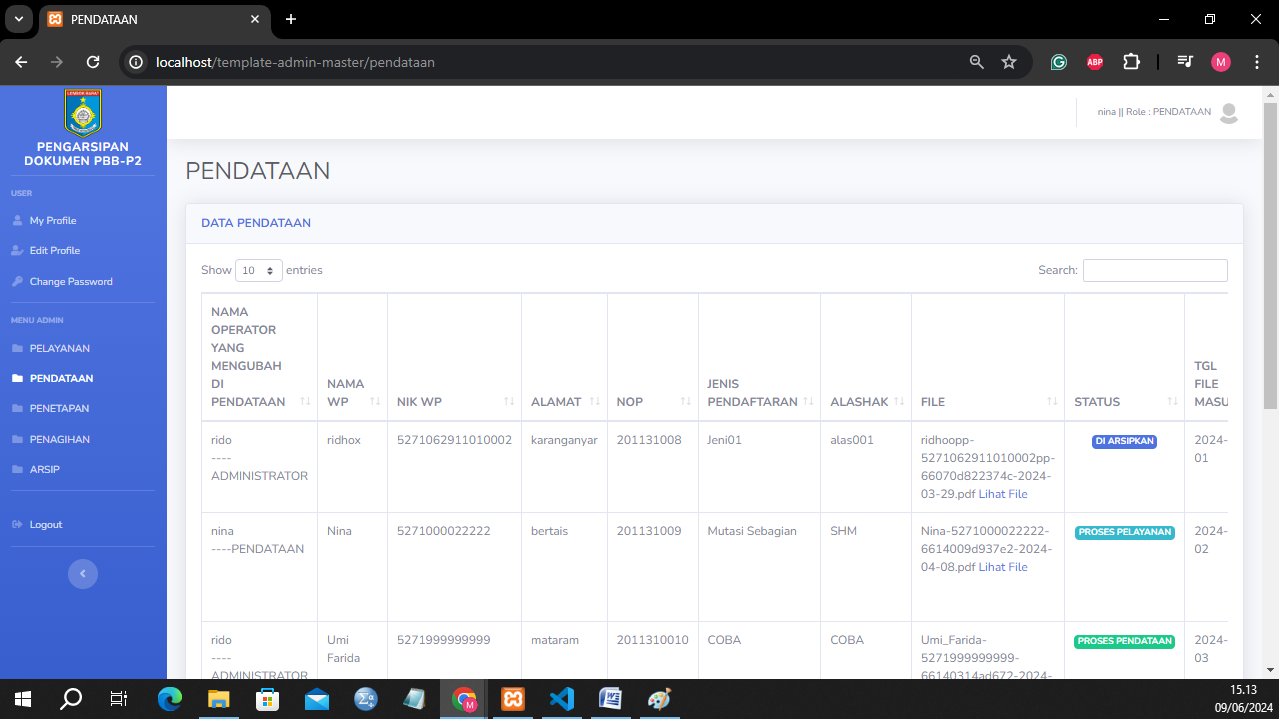 PENDATAAN
localhost/template-admin-master/pendataan
ABP
M
LOMBOK BARAT
PENGARSIPAN
DOKUMEN PBB-P2
nina || Role : PENDATAAN
USER
My Profile
Edit Profile
Change Password
MENU ADMIN
PELAYANAN
PENDATAAN
PENETAPAN
PENAGIHAN
ARSIP
Logout
PENDATAAN
DATA PENDATAAN
Show 10 entries
Search:
NAMA
OPERATOR
YANG
MENGUBAH
DI
PENDATAAN
NAMA
WP
NIK WP
ALAMAT
NOP
JENIS
PENDAFTARAN
ALASHAK
FILE
STATUS
TGL
FILE
MASU
rido
----
ADMINISTRATOR
ridhox
5271062911010002
karanganyar
201131008
Jeni01
alas001
ridhoopp-
5271062911010002pp-
66070d822374c-2024-
03-29.pdf Lihat File
DI ARSIPKAN
2024-
01
nina
----PENDATAAN
Nina
5271000022222
bertais
201131009
Mutasi Sebagian
SHM
Nina-5271000022222-
6614009d937e2-2024-
04-08.pdf Lihat File
PROSES PELAYANAN
2024-
02
rido
----
ADMINISTRATOR
Umi
Farida
5271999999999
mataram
2011310010
COBA
COBA
Umi_Farida-
5271999999999-
66140314ad672-2024-
PROSES PENDATAAN
2024-
03
M
15.13
09/06/2024